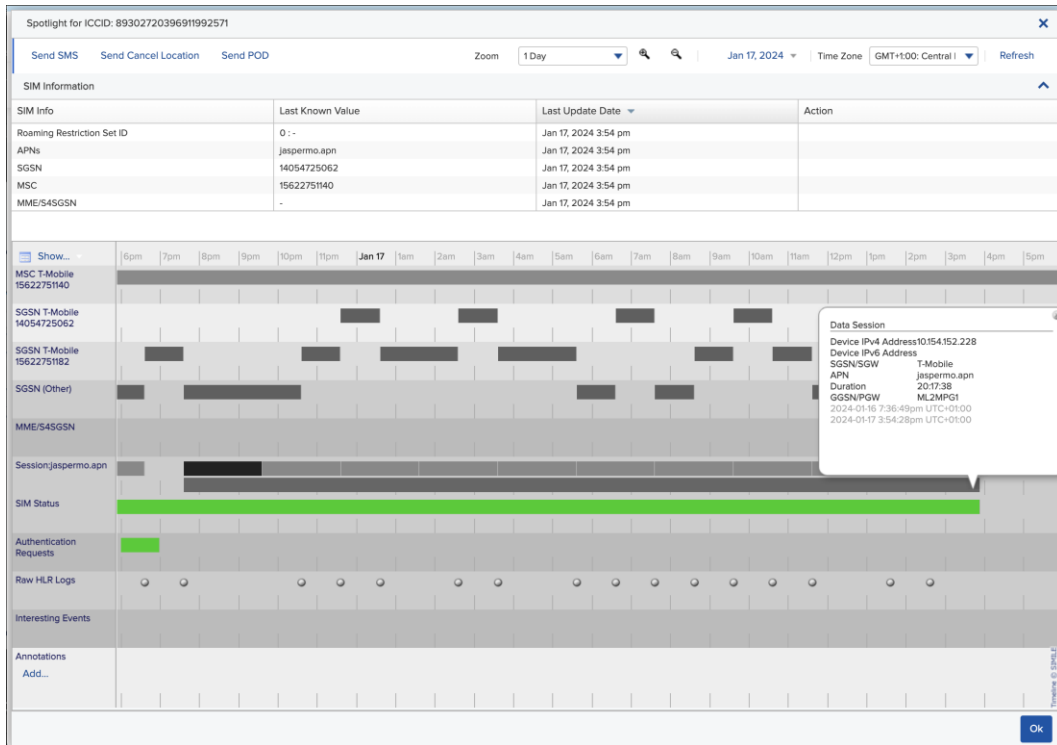 Spotlight for ICCID: 89302720396911992571
Send SMS Send Cancel Location Send POD Zoom 1 Day Jan 17, 2024 Time Zone GMT+1:00: Central Refresh
SIM Information
SIM Info Last Known Value Last Update Date Action
Roaming Restriction Set ID 0 : - Jan 17, 2024 3:54 pm
APNs jaspermo.apn Jan 17, 2024 3:54 pm
SGSN 14054725062 Jan 17, 2024 3:54 pm
MSC 15622751140 Jan 17, 2024 3:54 pm
MME/S4SGSN - Jan 17, 2024 3:54 pm
Show... 6pm 7pm 8pm 9pm 10pm 11pm Jan 17 1am 2am 3am 4am 5am 6am 7am 8am 9am 10am 11am 12pm 1pm 2pm 3pm 4pm 5pm
MSC T-Mobile
15622751140
SGSN T-Mobile
14054725062
SGSN T-Mobile
15622751182
SGSN (Other)
MME/S4SGSN
Session:jaspermo.apn
SIM Status
Authentication
Requests
Raw HLR Logs
Interesting Events
Annotations
Add...
Data Session
Device IPv4 Address10.154.152.228
Device IPv6 Address
SGSN/SGW T-Mobile
APN jaspermo.apn
Duration 20:17:38
GGSN/PGW ML2MPG1
2024-01-16 7:36:49pm UTC+01:00
2024-01-17 3:54:28pm UTC+01:00
Timeline © SIMILE
Ok